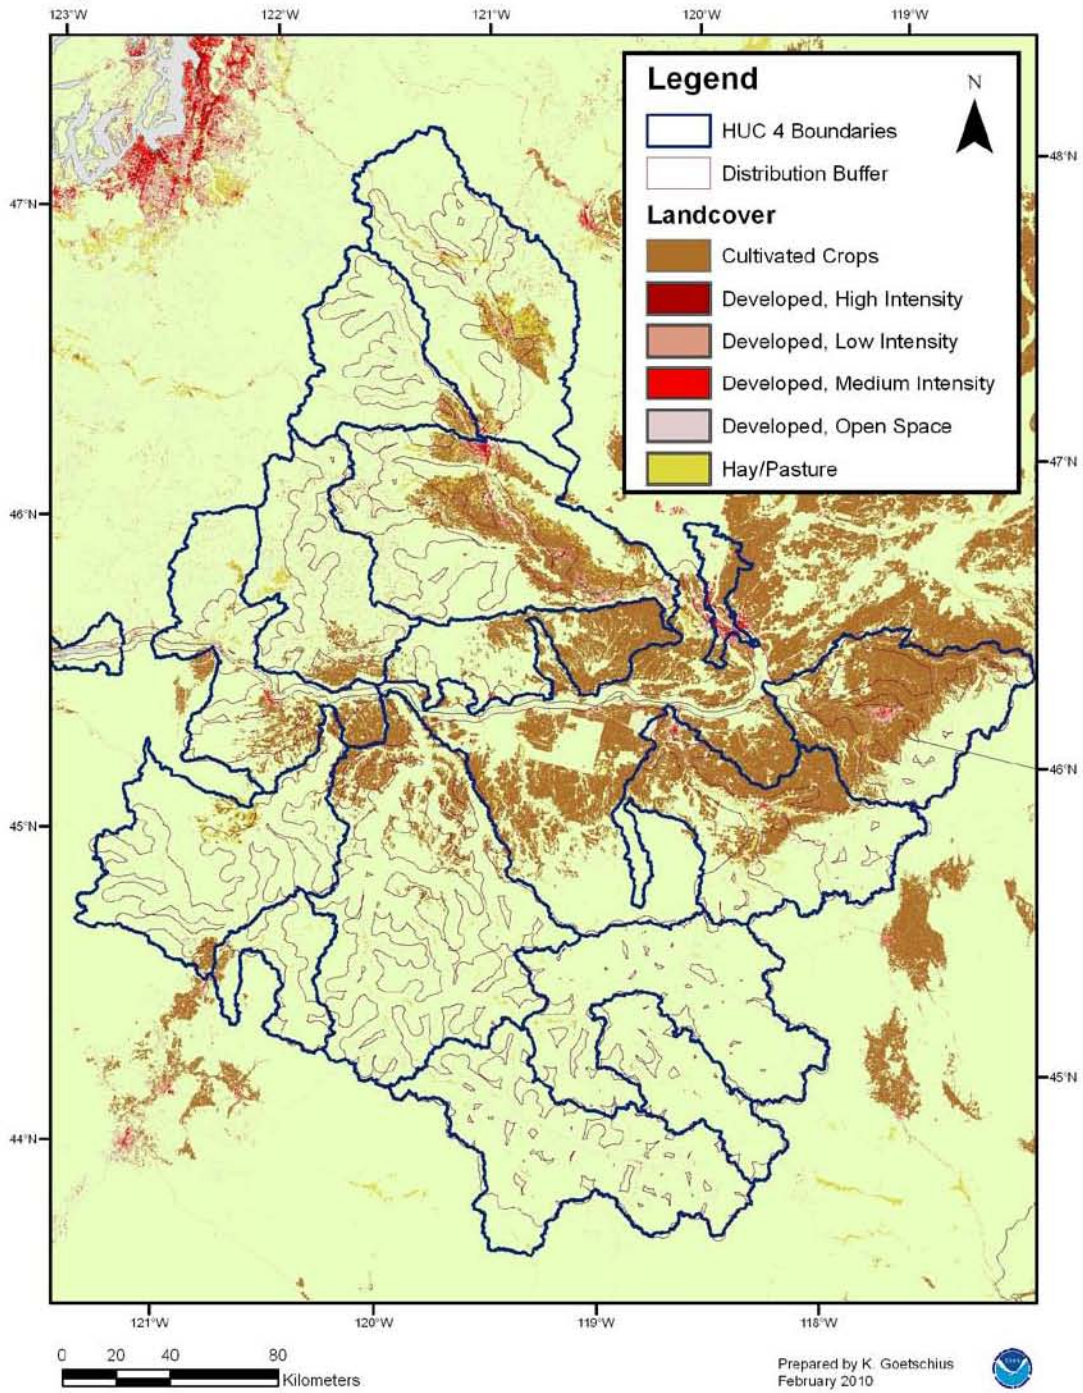 123°W 122°W 121°W 120°W 119°W
Legend
N
HUC 4 Boundaries
Distribution Buffer
Landcover
Cultivated Crops
Developed, High Intensity
Developed, Low Intensity
Developed, Medium Intensity
Developed, Open Space
Hay/Pasture
48°N
47°N
47°N
46°N
46°N
45°N
45°N
44°N
121°W 120°W 119°W 118°W
0 20 40 80
Kilometers
Prepared by K. Goetschius
February 2010